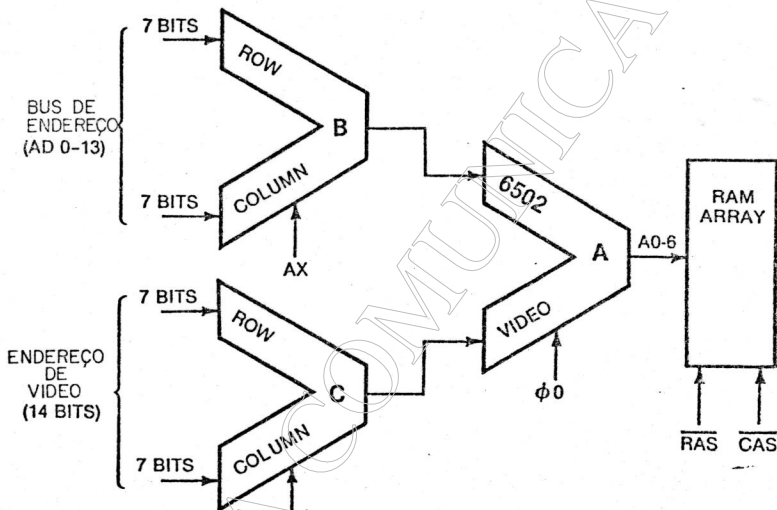 7 BITS
ROW
BUS DE
ENDEREÇO
(AD 0-13)
B
7 BITS
COLUMN
AX
6502
RAM
ARRAY
A
A0-6
VIDEO
ϕ0
RAS
CAS
7 BITS
ROW
ENDEREÇO
DE
VIDEO
(14 BITS)
C
7 BITS
COLUMN
COMUNICA